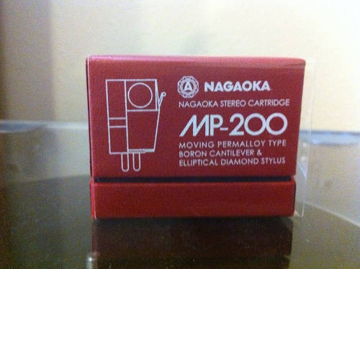 NAGAOKA
NAGAOKA STEREO CARTRIDGE
MP-200
MOVING PERMALLOY TYPE
BORON CANTILEVER &
ELLIPTICAL DIAMOND STYLUS